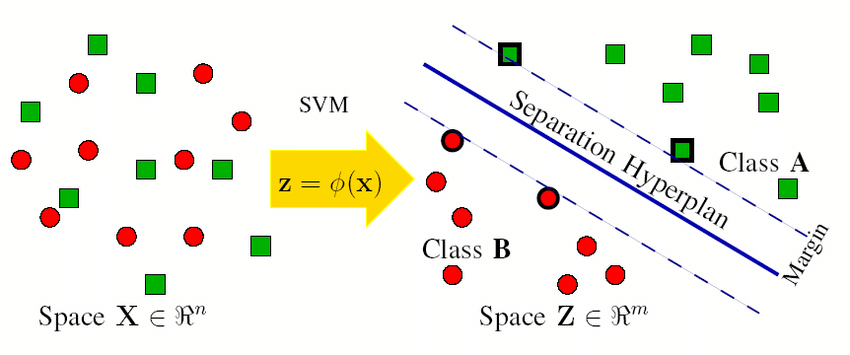 SVM
z = ϕ(x)
Space X ∈ ℜⁿ
Separation Hyperplan
Class A
Margin
Class B
Space Z ∈ ℜᵐ